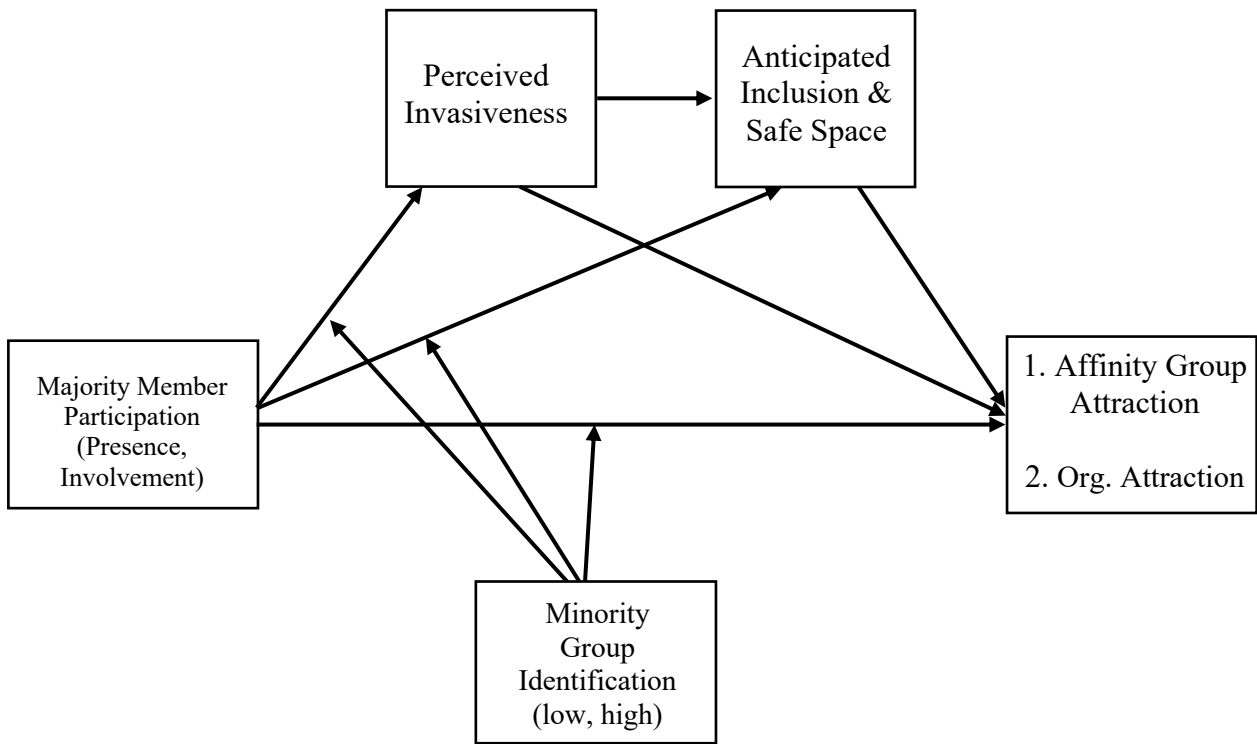 Perceived
Invasiveness
Anticipated
Inclusion &
Safe Space
Majority Member
Participation
(Presence,
Involvement)
1. Affinity Group
Attraction
2. Org. Attraction
Minority
Group
Identification
(low, high)